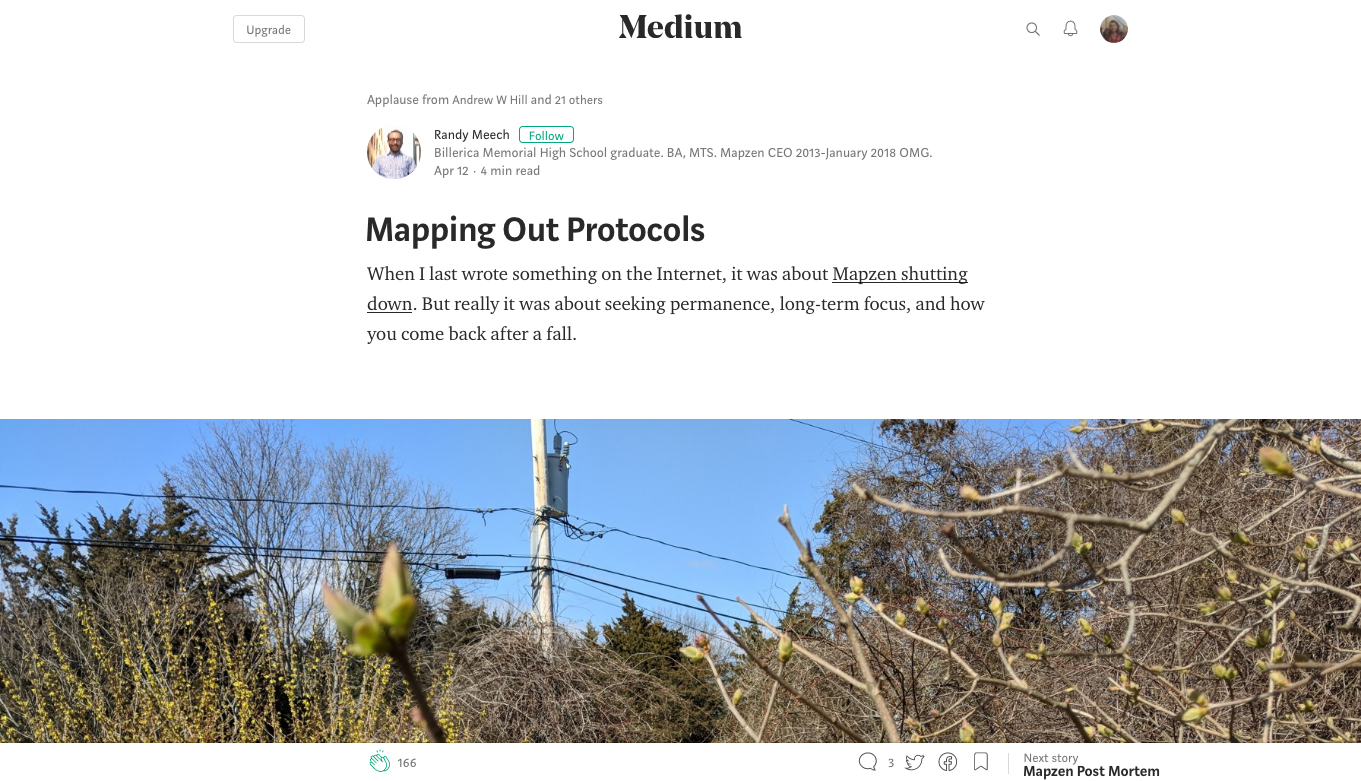 Upgrade
Medium
Applause from Andrew W Hill and 21 others
Randy Meech Follow
Billerica Memorial High School graduate. BA, MTS. Mapzen CEO 2013-January 2018 OMG.
Apr 12 · 4 min read
Mapping Out Protocols
When I last wrote something on the Internet, it was about Mapzen shutting
down. But really it was about seeking permanence, long-term focus, and how
you come back after a fall.
166
3
Next story
Mapzen Post Mortem